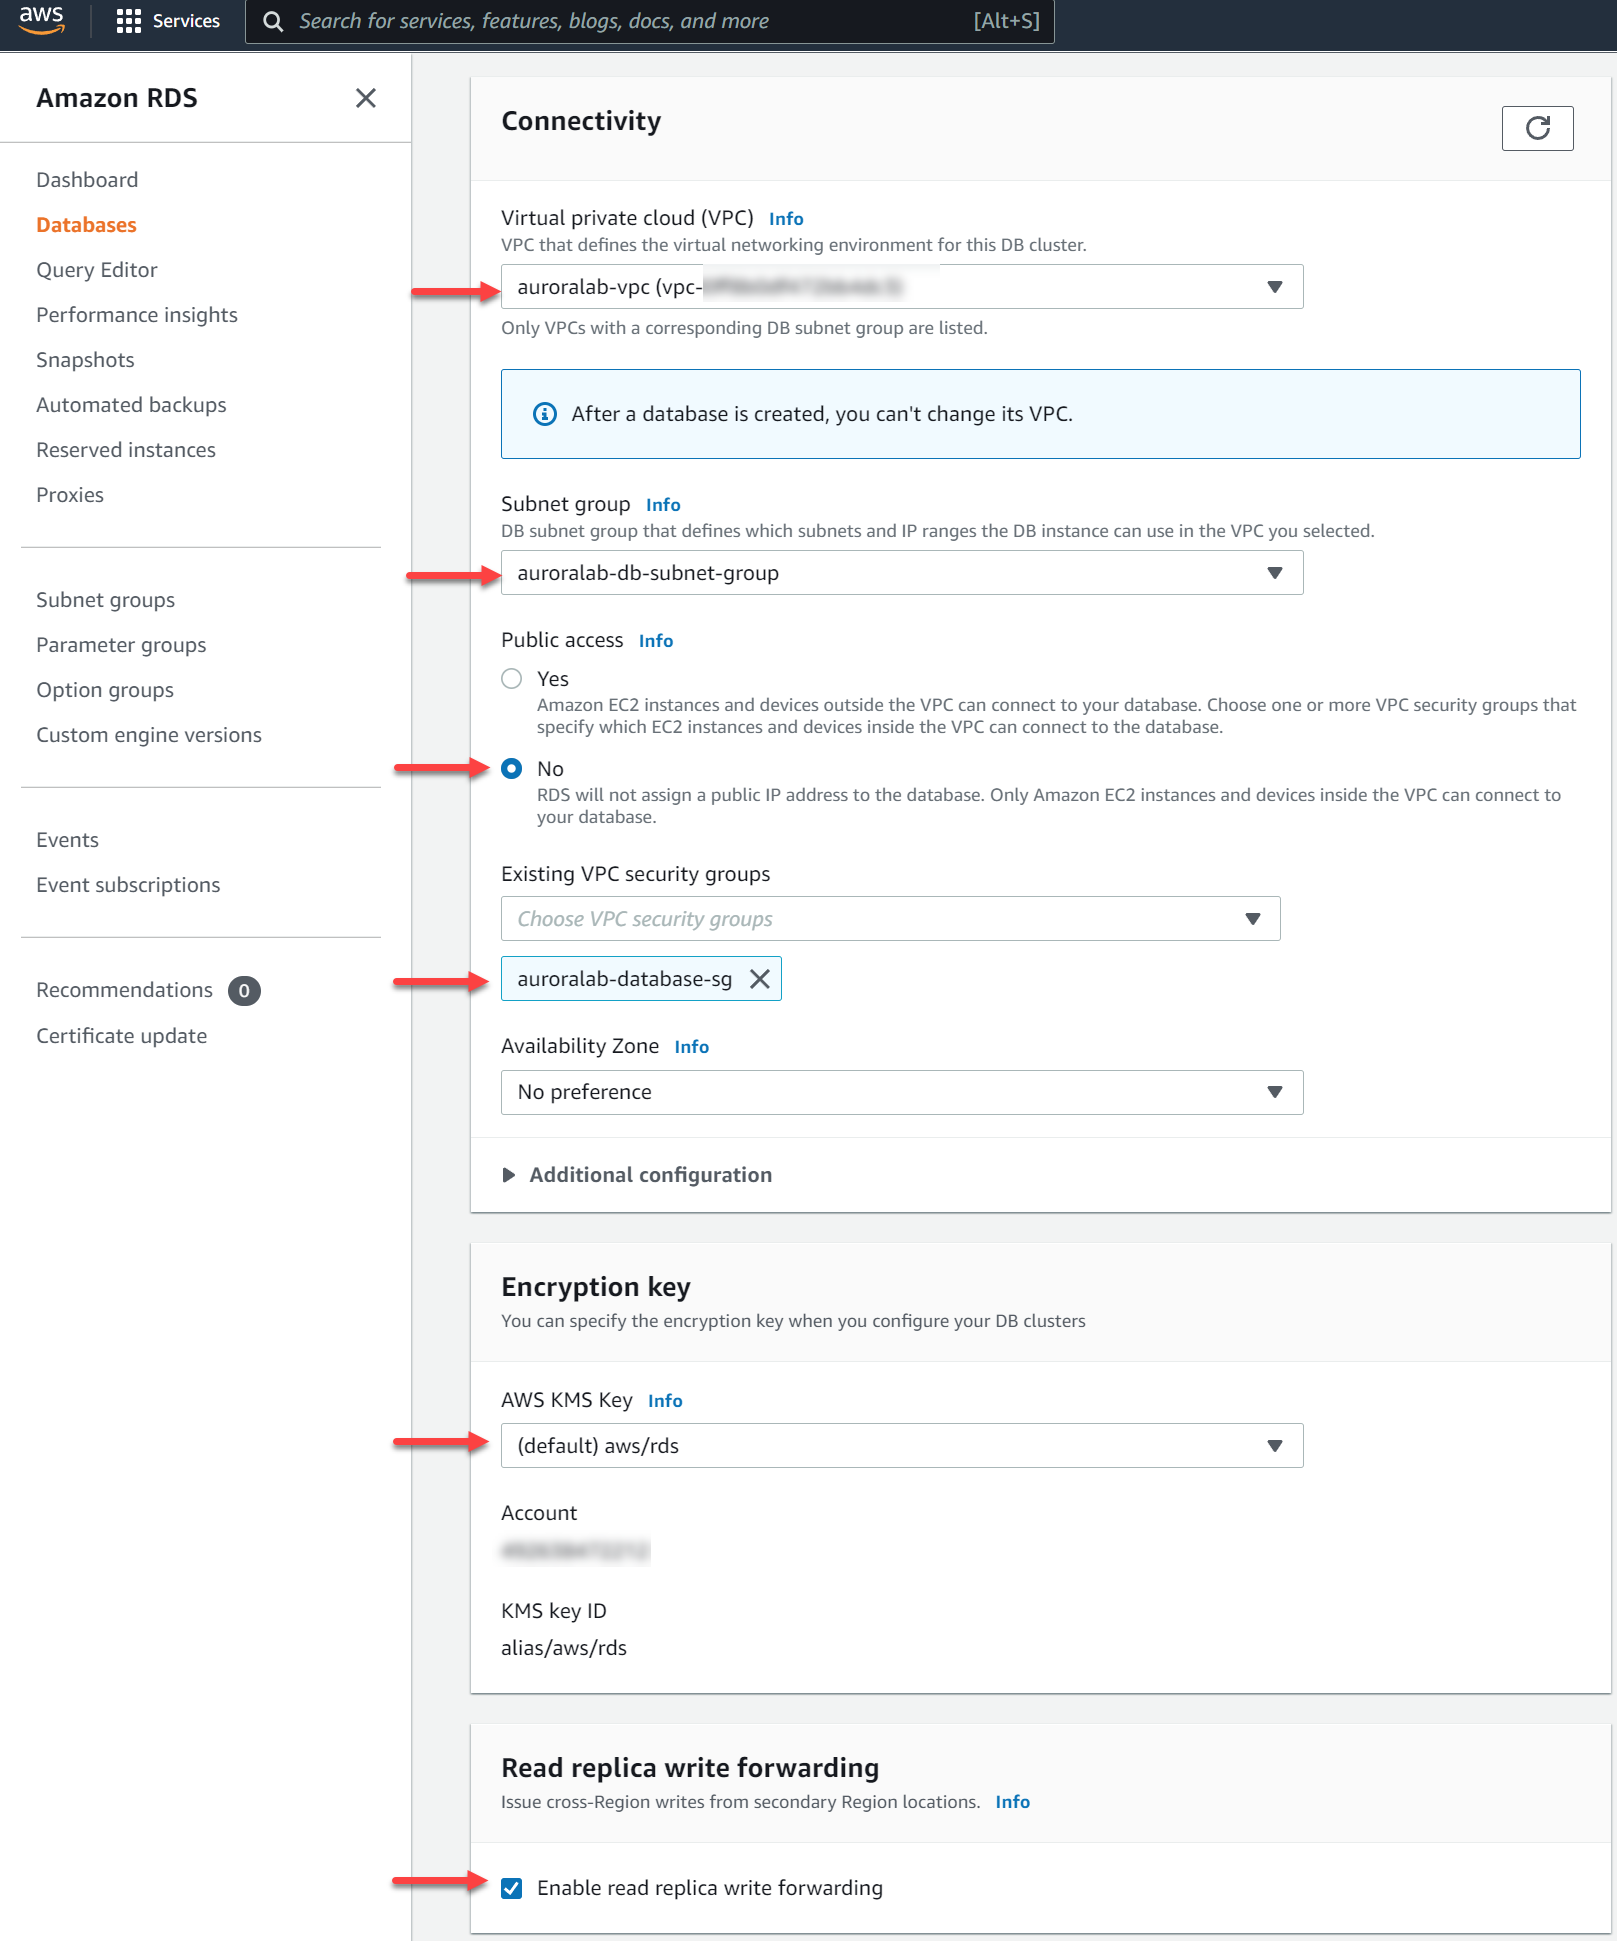 aws
Services
Search for services, features, blogs, docs, and more
[Alt+S]
Amazon RDS
Dashboard
Databases
Query Editor
Performance insights
Snapshots
Automated backups
Reserved instances
Proxies
Subnet groups
Parameter groups
Option groups
Custom engine versions
Events
Event subscriptions
Recommendations 0
Certificate update
Connectivity
Virtual private cloud (VPC) Info
VPC that defines the virtual networking environment for this DB cluster.
auroralab-vpc (vpc-
Only VPCs with a corresponding DB subnet group are listed.
After a database is created, you can't change its VPC.
Subnet group Info
DB subnet group that defines which subnets and IP ranges the DB instance can use in the VPC you selected.
auroralab-db-subnet-group
Public access Info
Yes
Amazon EC2 instances and devices outside the VPC can connect to your database. Choose one or more VPC security groups that
specify which EC2 instances and devices inside the VPC can connect to the database.
No
RDS will not assign a public IP address to the database. Only Amazon EC2 instances and devices inside the VPC can connect to
your database.
Existing VPC security groups
Choose VPC security groups
auroralab-database-sg
Availability Zone Info
No preference
Additional configuration
Encryption key
You can specify the encryption key when you configure your DB clusters
AWS KMS Key Info
(default) aws/rds
Account
KMS key ID
alias/aws/rds
Read replica write forwarding
Issue cross-Region writes from secondary Region locations. Info
Enable read replica write forwarding